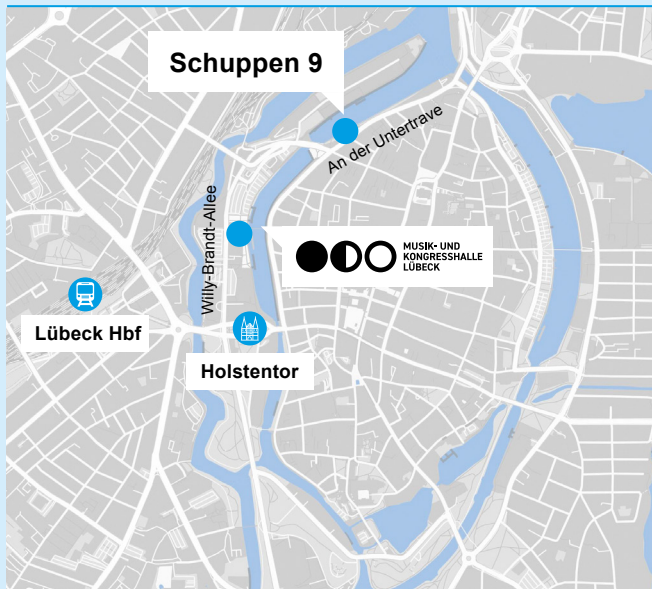 Schuppen 9
An der Untertrave
Willy-Brandt-Allee
MUSIK- UND
KONGRESSHALLE
LÜBECK
Lübeck Hbf
Holstentor